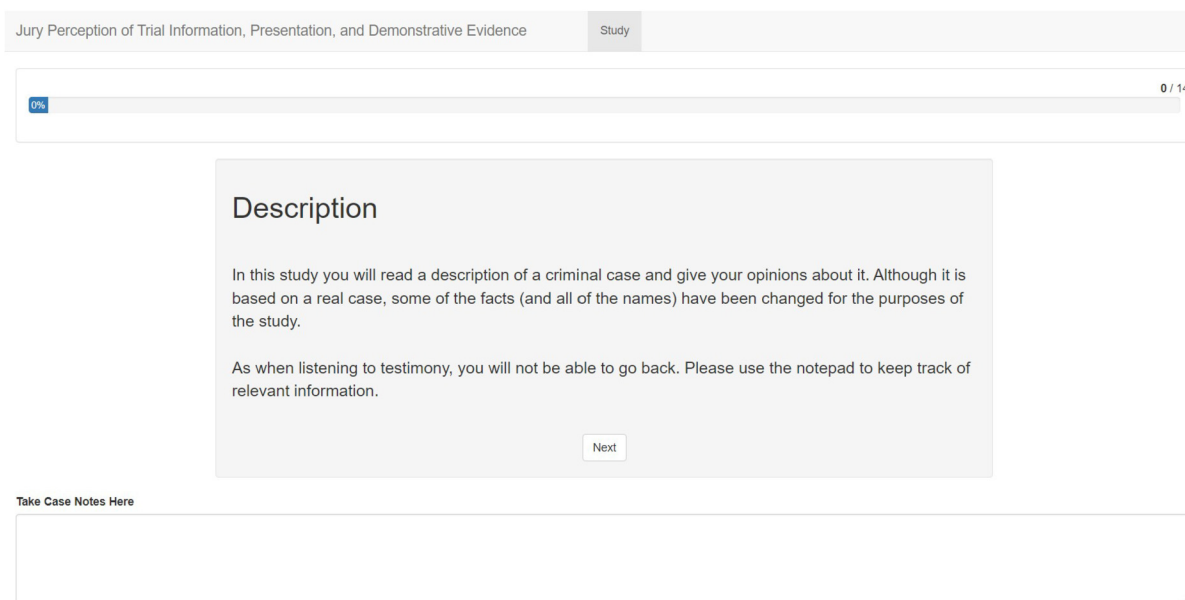 Jury Perception of Trial Information, Presentation, and Demonstrative Evidence
Study
0 / 14
0%
Description
In this study you will read a description of a criminal case and give your opinions about it. Although it is
based on a real case, some of the facts (and all of the names) have been changed for the purposes of
the study.
As when listening to testimony, you will not be able to go back. Please use the notepad to keep track of
relevant information.
Next
Take Case Notes Here